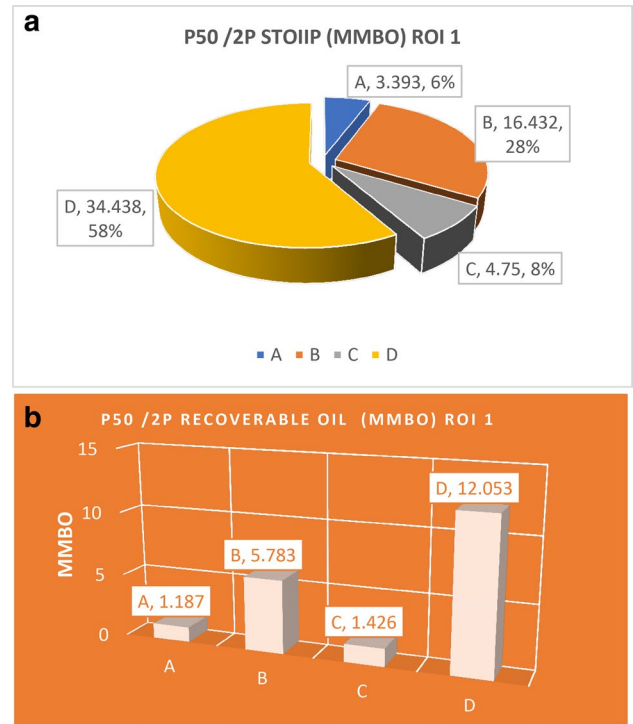 a
P50 /2P STOIIP (MMBO) ROI 1
A, 3.393, 6%
B, 16.432,
28%
D, 34.438,
58%
C, 4.75, 8%
A B C D
b
P50 /2P RECOVERABLE OIL (MMBO) ROI 1
15
10
5
0
MMBO
A, 1.187
B, 5.783
C, 1.426
D, 12.053
A
B
C
D